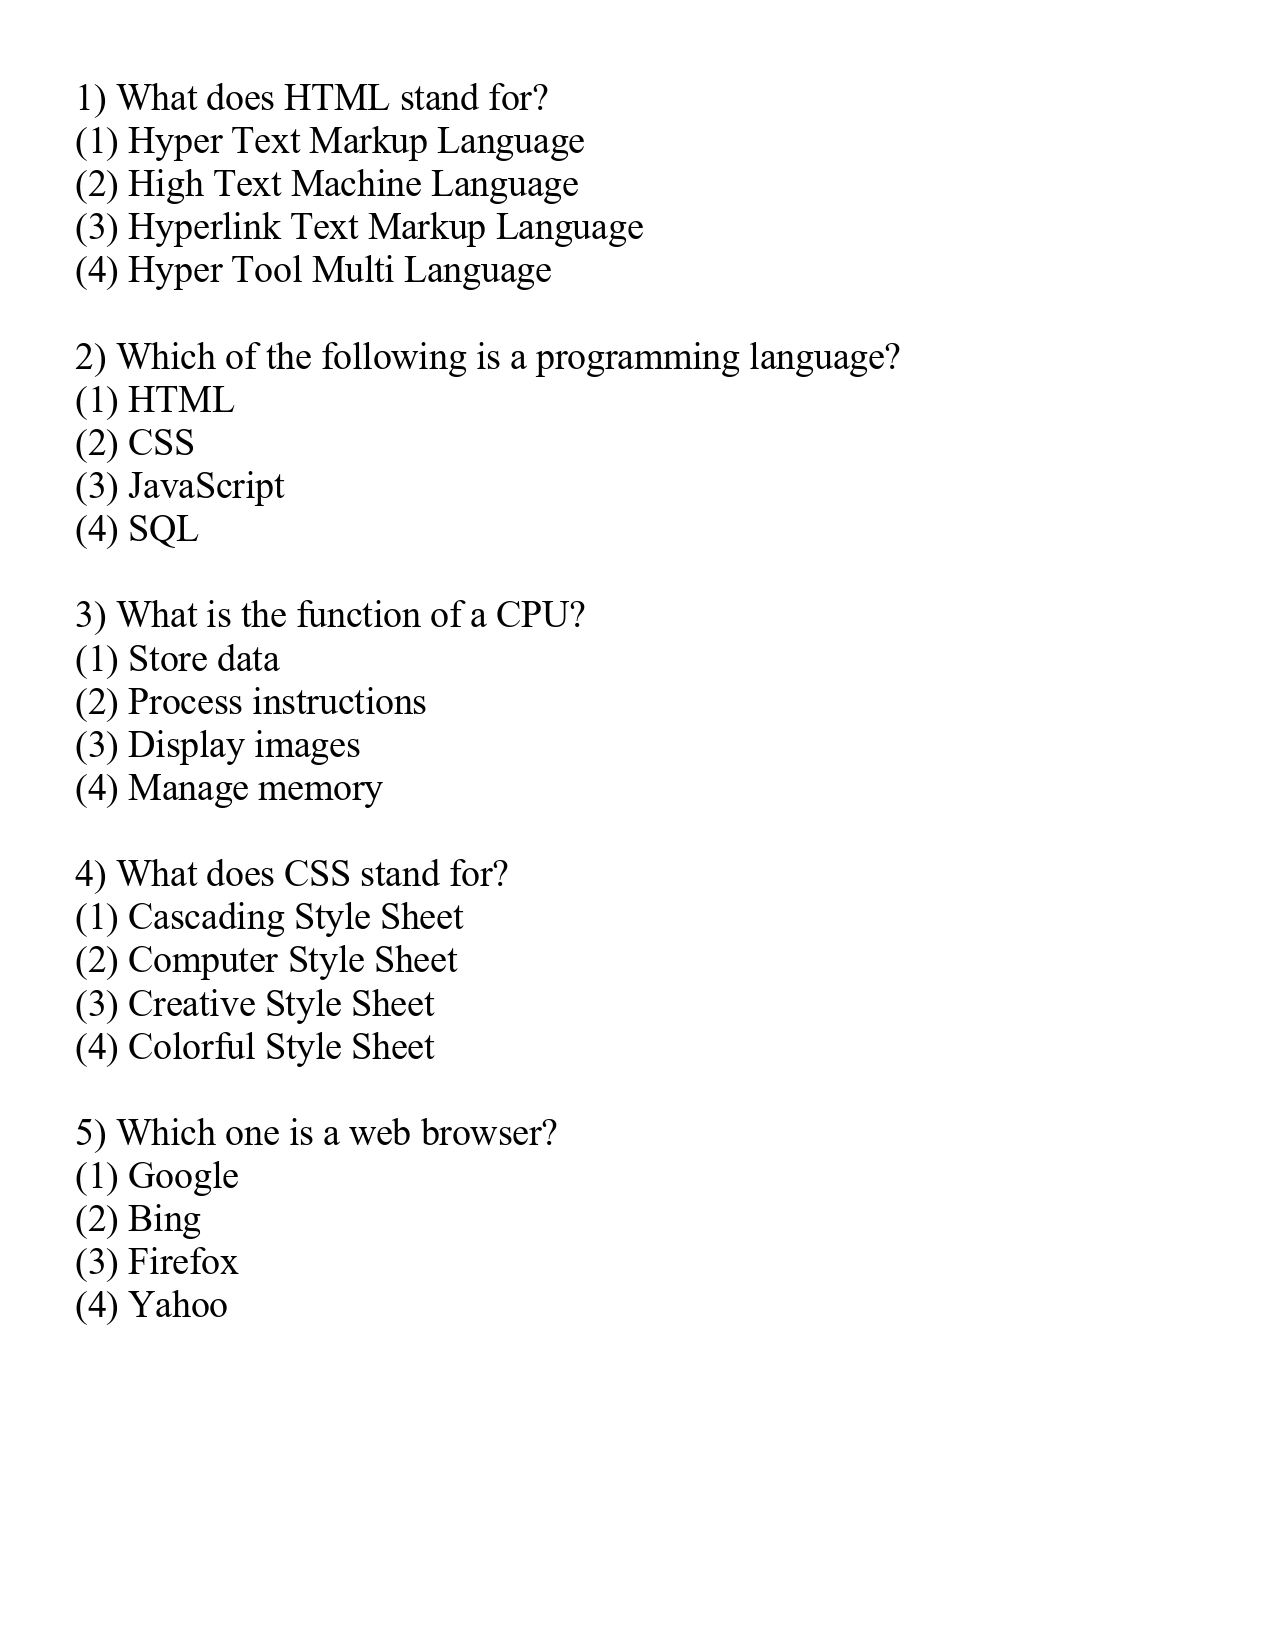 1) What does HTML stand for?
(1) Hyper Text Markup Language
(2) High Text Machine Language
(3) Hyperlink Text Markup Language
(4) Hyper Tool Multi Language
2) Which of the following is a programming language?
(1) HTML
(2) CSS
(3) JavaScript
(4) SQL
3) What is the function of a CPU?
(1) Store data
(2) Process instructions
(3) Display images
(4) Manage memory
4) What does CSS stand for?
(1) Cascading Style Sheet
(2) Computer Style Sheet
(3) Creative Style Sheet
(4) Colorful Style Sheet
5) Which one is a web browser?
(1) Google
(2) Bing
(3) Firefox
(4) Yahoo